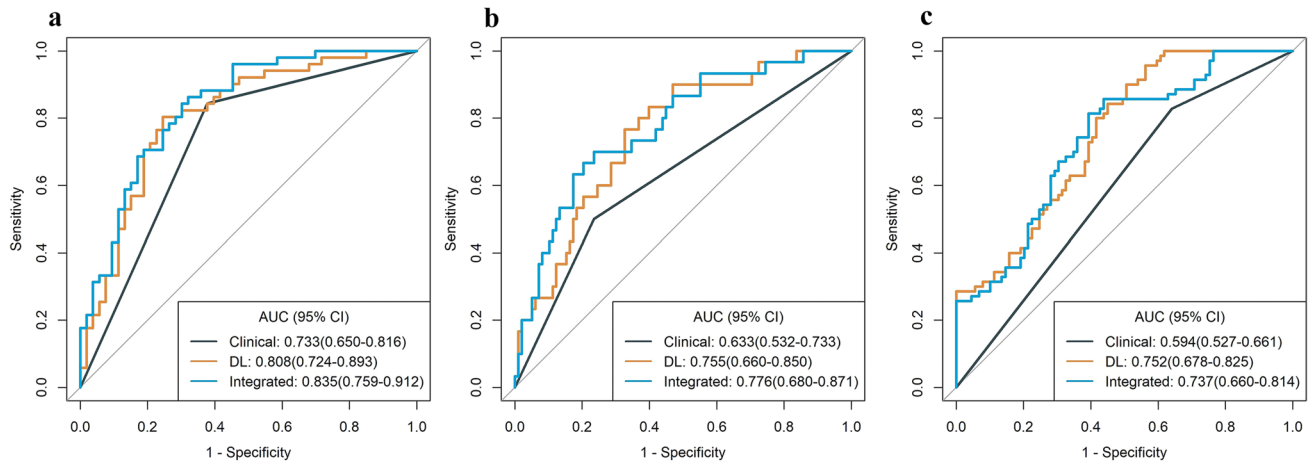 a
1.0
0.8
0.6
0.4
0.2
0.0
Sensitivity
AUC (95% CI)
Clinical: 0.733(0.650-0.816)
DL: 0.808(0.724-0.893)
Integrated: 0.835(0.759-0.912)
0.0 0.2 0.4 0.6 0.8 1.0
1 - Specificity
b
1.0
0.8
0.6
0.4
0.2
0.0
Sensitivity
AUC (95% CI)
Clinical: 0.633(0.532-0.733)
DL: 0.755(0.660-0.850)
Integrated: 0.776(0.680-0.871)
0.0 0.2 0.4 0.6 0.8 1.0
1 - Specificity
c
1.0
0.8
0.6
0.4
0.2
0.0
Sensitivity
AUC (95% CI)
Clinical: 0.594(0.527-0.661)
DL: 0.752(0.678-0.825)
Integrated: 0.737(0.660-0.814)
0.0 0.2 0.4 0.6 0.8 1.0
1 - Specificity